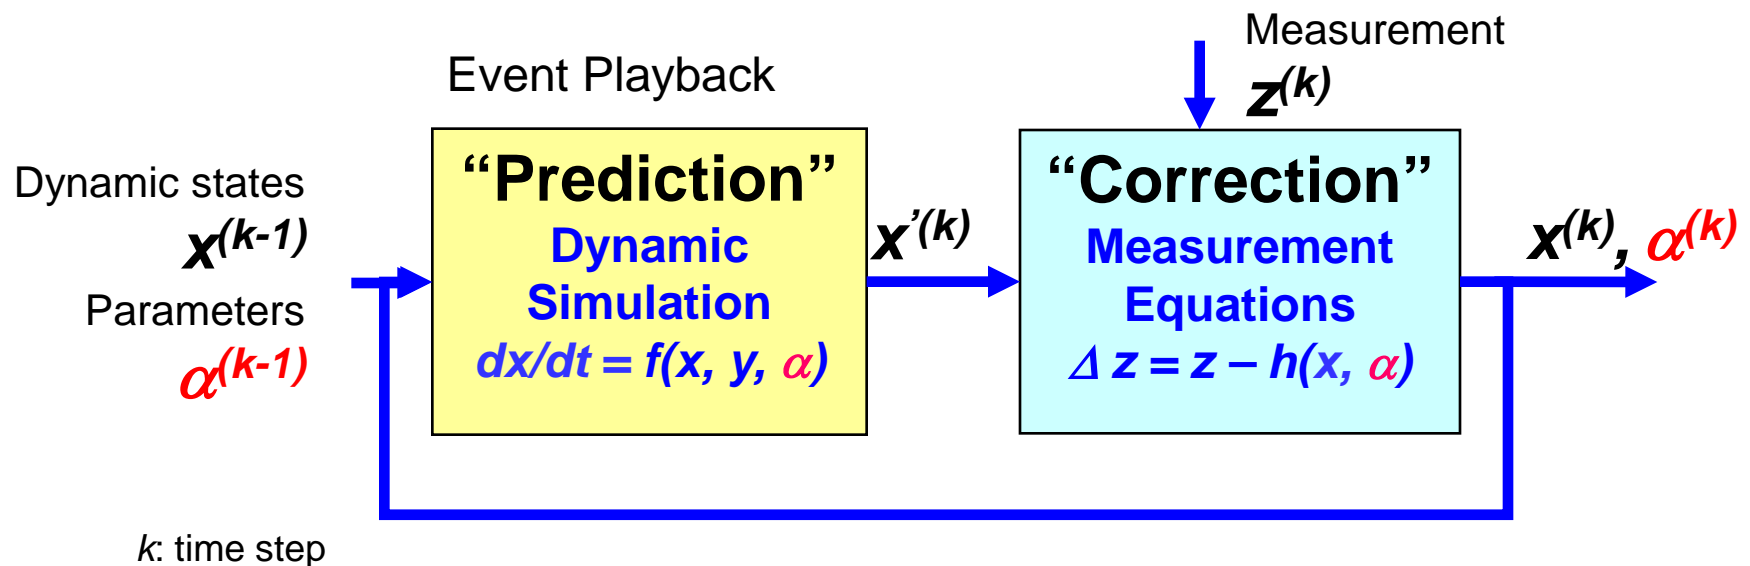 Event Playback
Measurement
z(k)
Dynamic states
x(k-1)
Parameters
α(k-1)
“Prediction”
Dynamic
Simulation
dx/dt = f(x, y, α)
x’(k)
“Correction”
Measurement
Equations
Δ z = z – h(x, α)
x(k), α(k)
k: time step